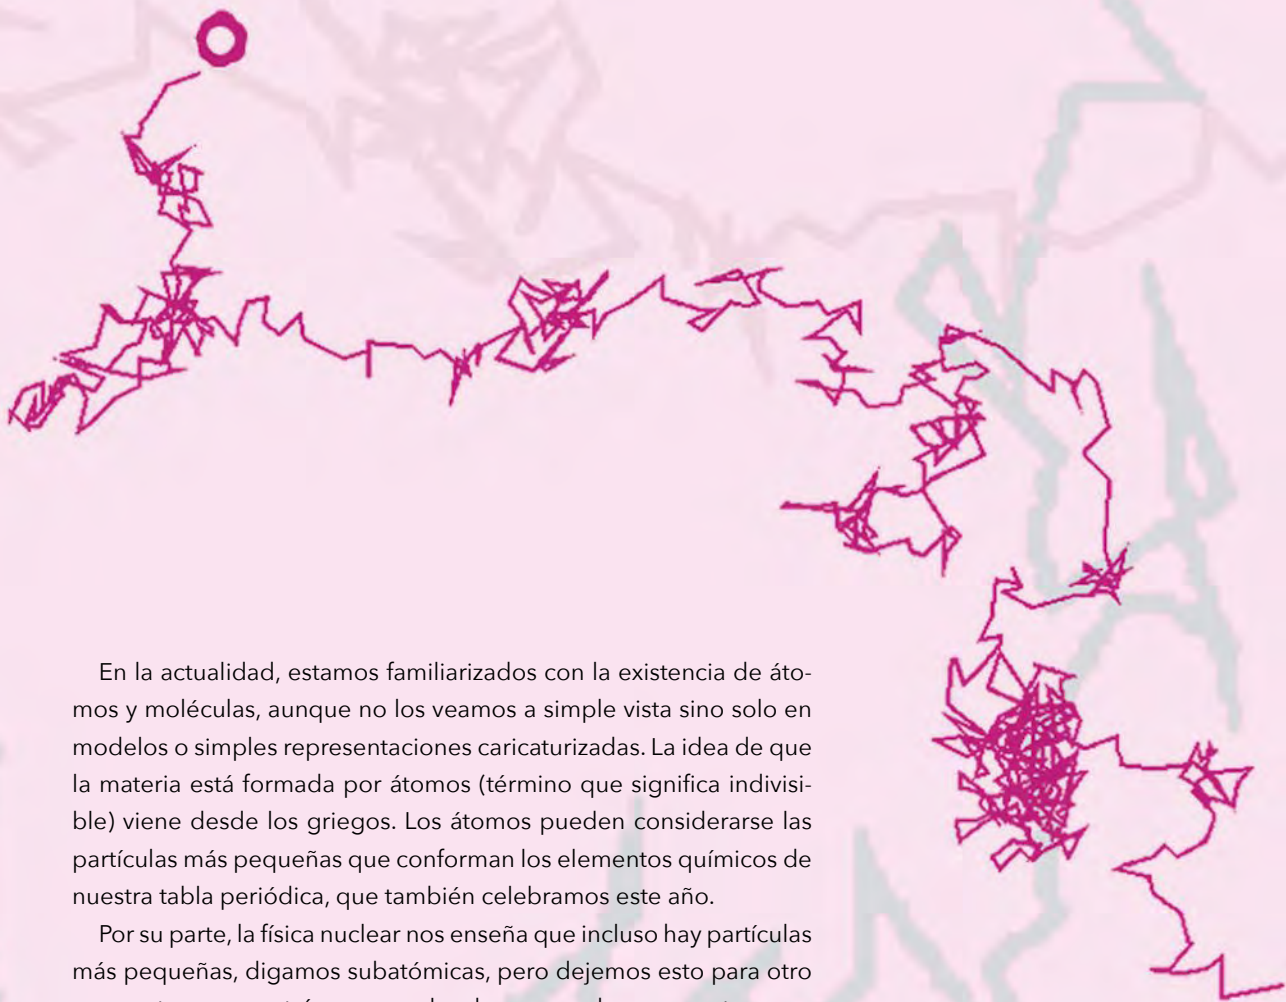 En la actualidad, estamos familiarizados con la existencia de áto-
mos y moléculas, aunque no los veamos a simple vista sino solo en
modelos o simples representaciones caricaturizadas. La idea de que
la materia está formada por átomos (término que significa indivisi-
ble) viene desde los griegos. Los átomos pueden considerarse las
partículas más pequeñas que conforman los elementos químicos de
nuestra tabla periódica, que también celebramos este año.
Por su parte, la física nuclear nos enseña que incluso hay partículas
más pequeñas, digamos subatómicas, pero dejemos esto para otro